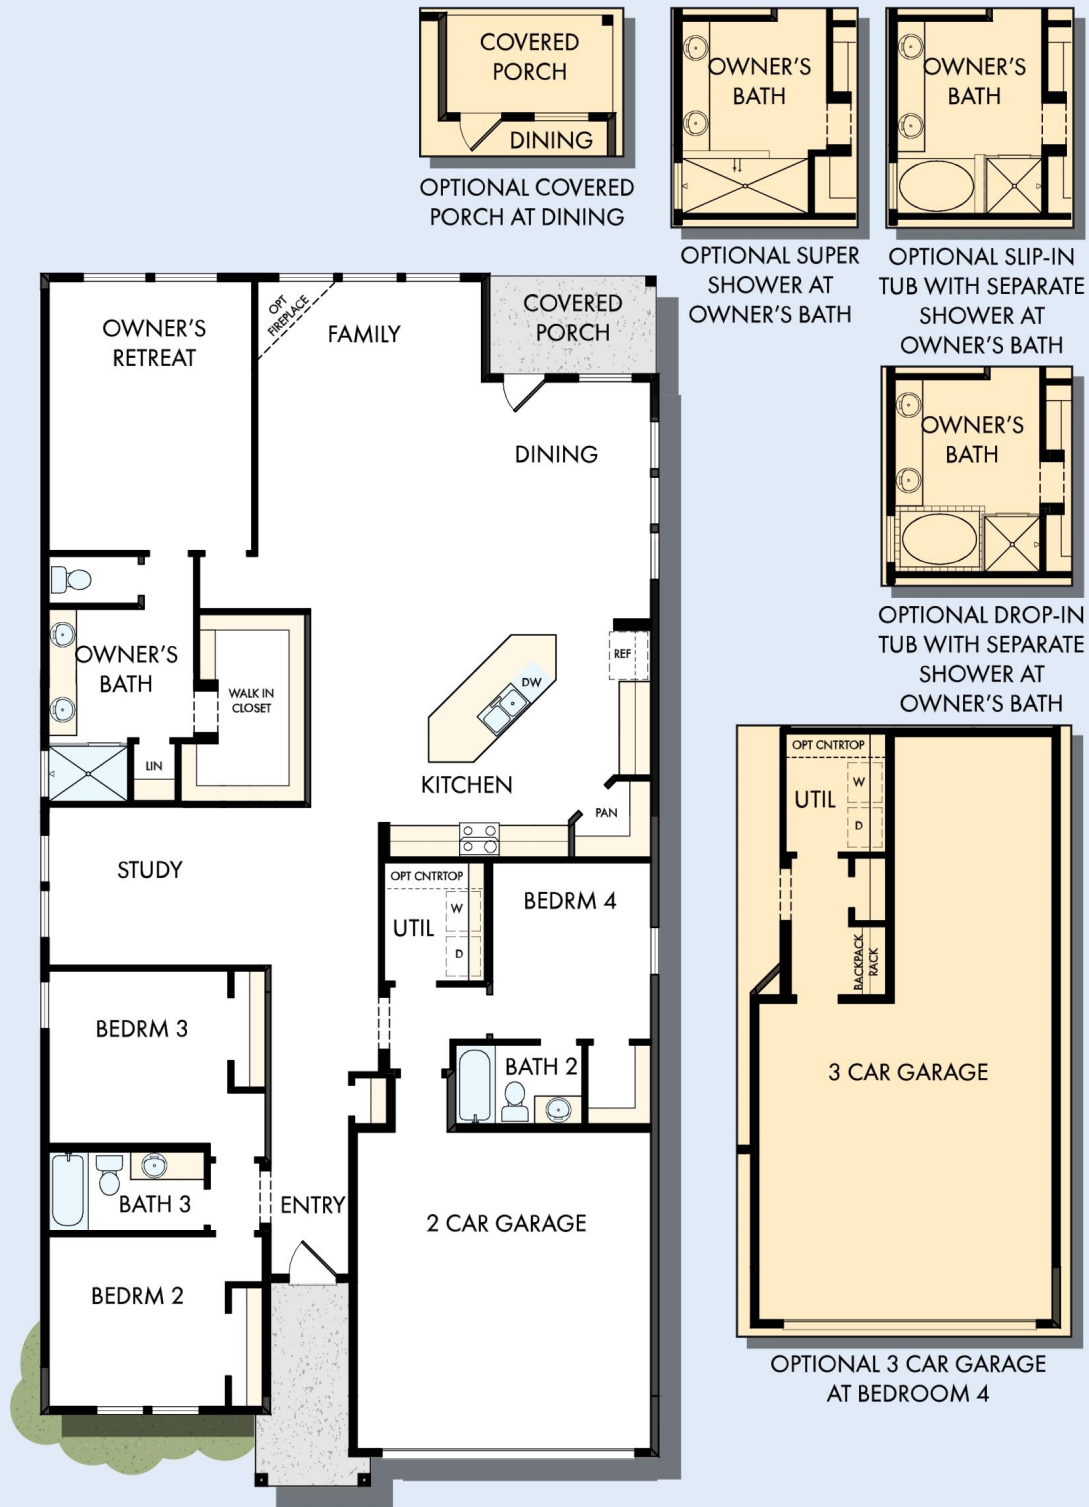 COVERED
PORCH
DINING
OPTIONAL COVERED
PORCH AT DINING
OWNER'S
BATH
OPTIONAL SUPER
SHOWER AT
OWNER'S BATH
OWNER'S
BATH
OPTIONAL SLIP-IN
TUB WITH SEPARATE
SHOWER AT
OWNER'S BATH
OWNER'S
BATH
OPTIONAL DROP-IN
TUB WITH SEPARATE
SHOWER AT
OWNER'S BATH
OWNER'S
RETREAT
OPT
FIREPLACE
FAMILY
COVERED
PORCH
DINING
OWNER'S
BATH
WALK IN
CLOSET
LIN
REF
DW
KITCHEN
PAN
STUDY
OPT CNTRTOP
W
UTIL
D
BEDRM 4
BEDRM 3
BATH 2
BATH 3
ENTRY
2 CAR GARAGE
BEDRM 2
OPT CNTRTOP
W
UTIL
D
BACKPACK
RACK
3 CAR GARAGE
OPTIONAL 3 CAR GARAGE
AT BEDROOM 4